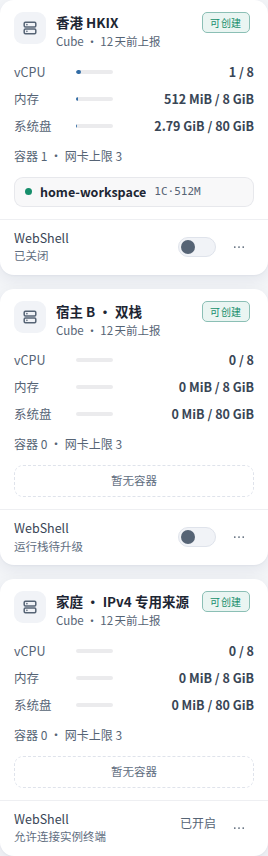 香港 HKIX 可创建
Cube · 12 天前上报
vCPU 1 / 8
内存 512 MiB / 8 GiB
系统盘 2.79 GiB / 80 GiB
容器 1 · 网卡上限 3
home-workspace 1C·512M
WebShell
已关闭 ...
宿主 B · 双栈 可创建
Cube · 12 天前上报
vCPU 0 / 8
内存 0 MiB / 8 GiB
系统盘 0 MiB / 80 GiB
容器 0 · 网卡上限 3
暂无容器
WebShell
运行栈待升级 ...
家庭 · IPv4 专用来源 可创建
Cube · 12 天前上报
vCPU 0 / 8
内存 0 MiB / 8 GiB
系统盘 0 MiB / 80 GiB
容器 0 · 网卡上限 3
暂无容器
WebShell 已开启 ...
允许连接实例终端